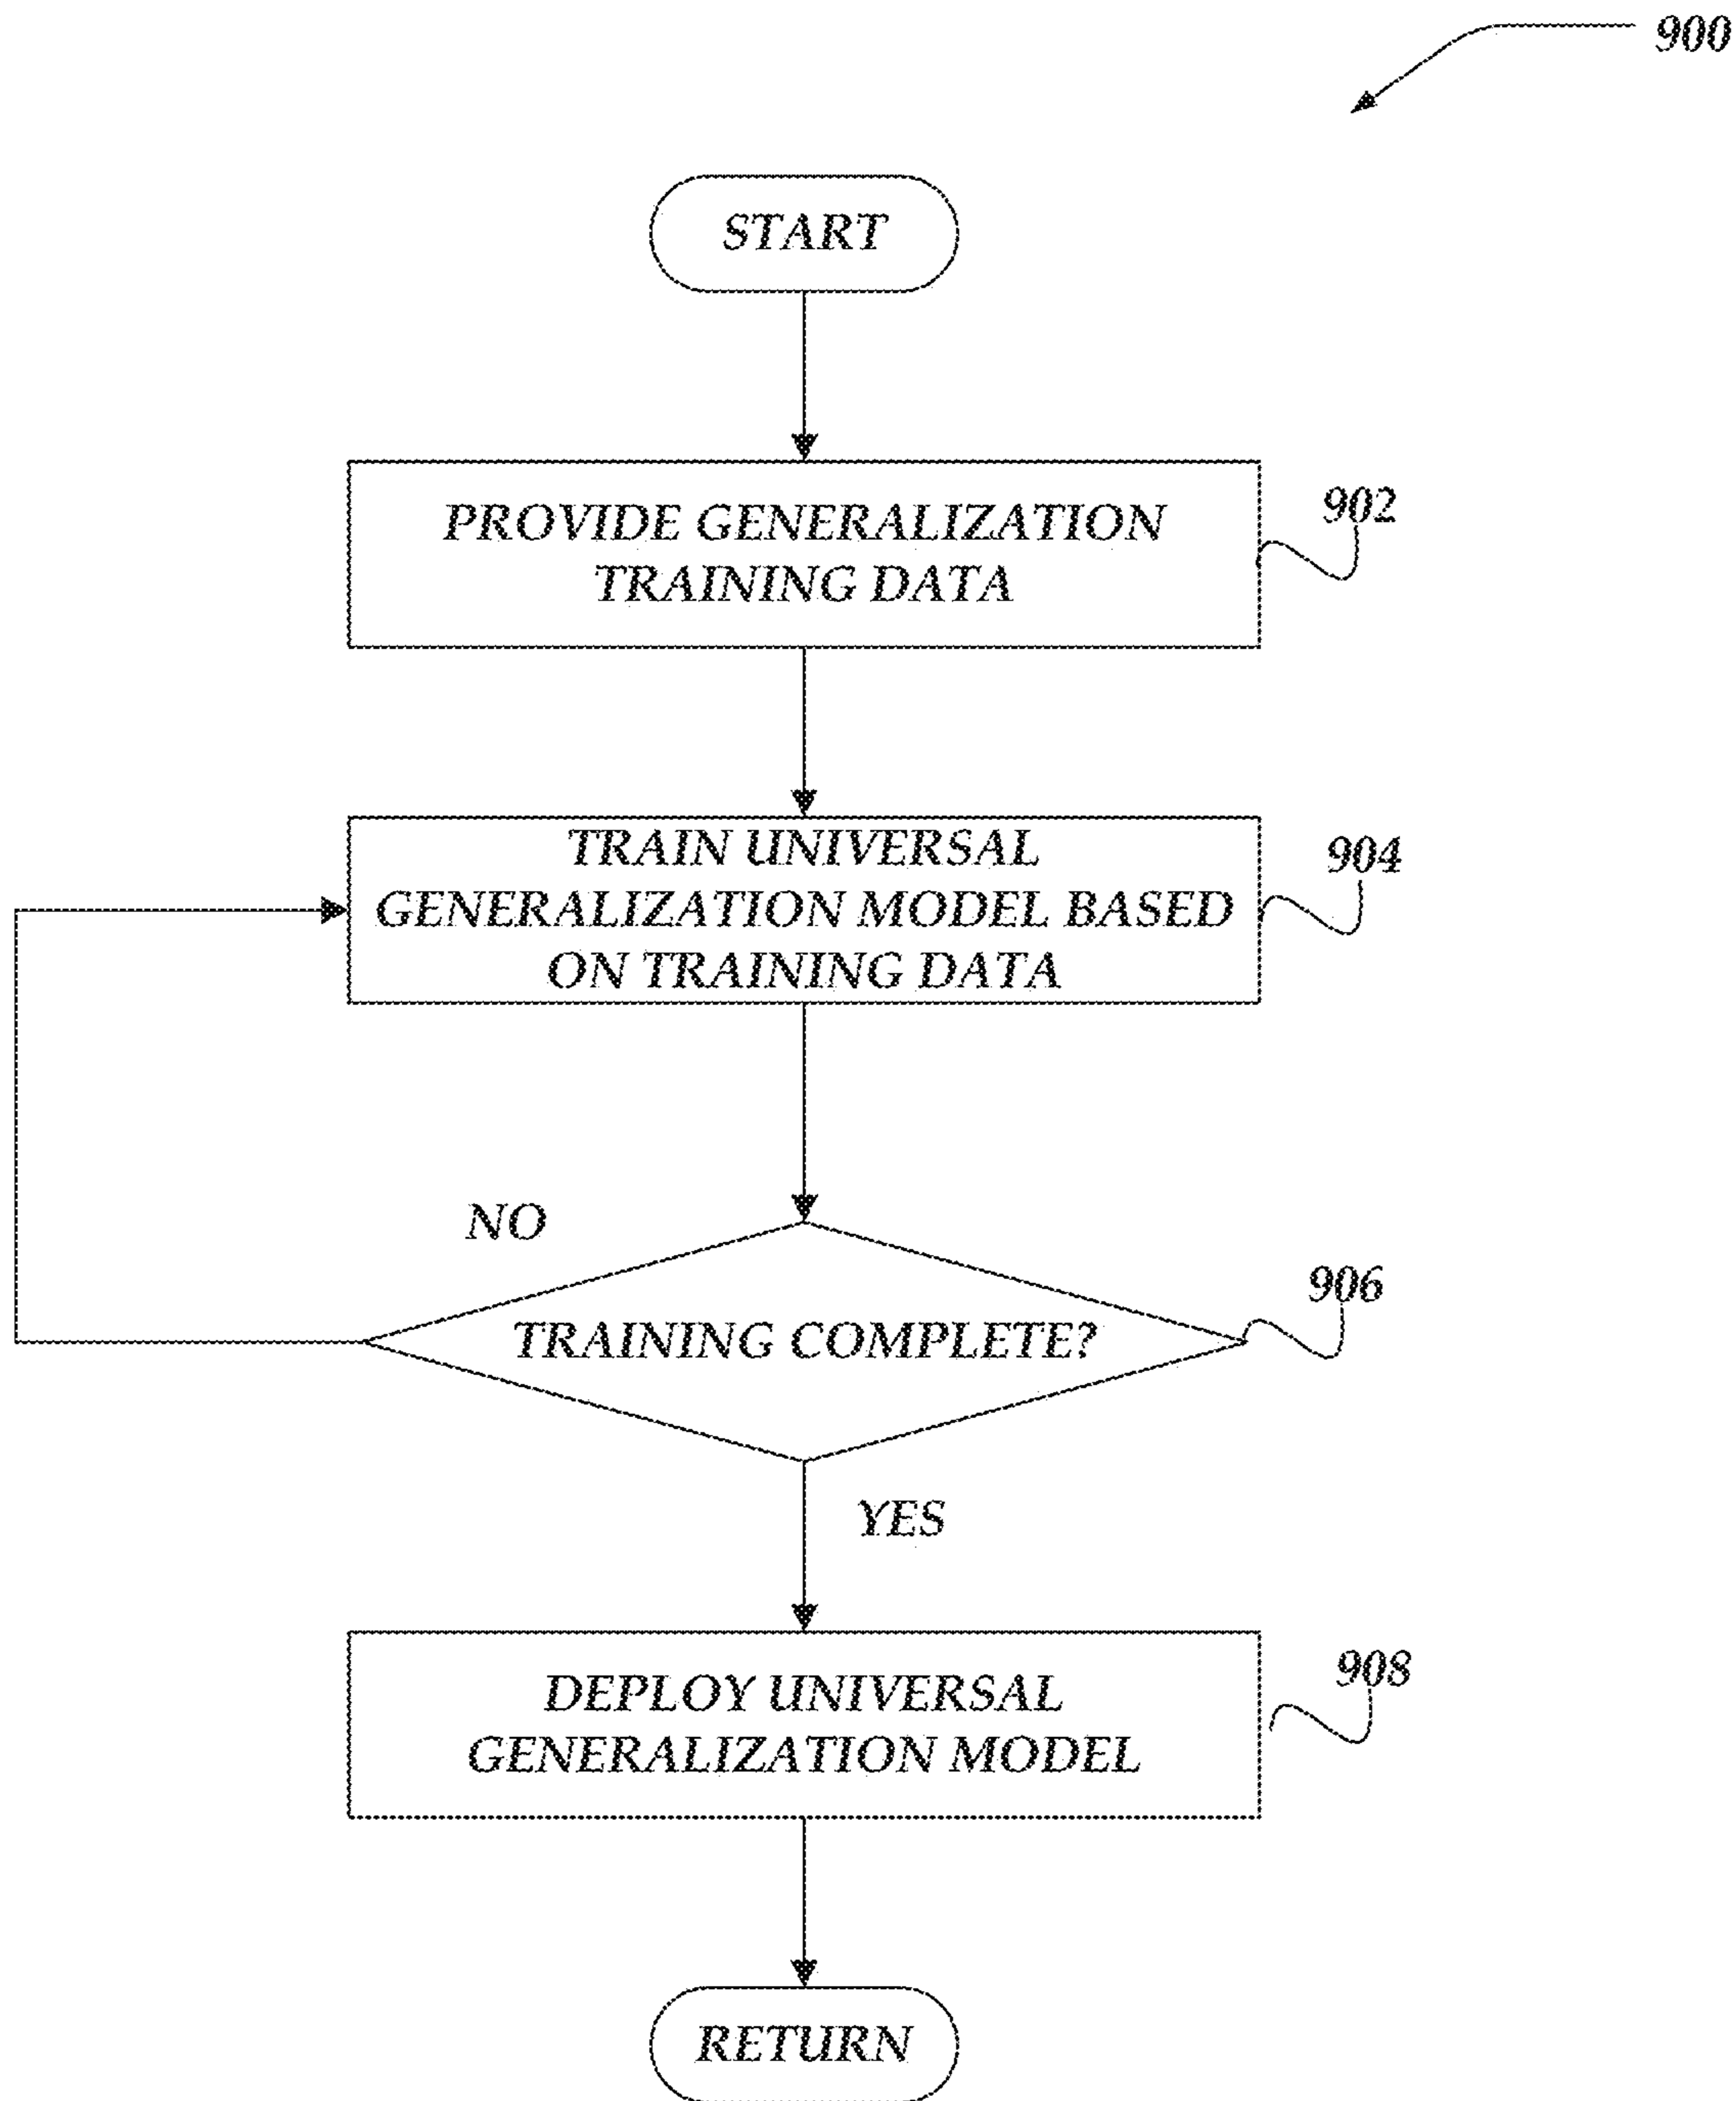 900
START
PROVIDE GENERALIZATION
TRAINING DATA
902
TRAIN UNIVERSAL
GENERALIZATION MODEL BASED
ON TRAINING DATA
904
NO
TRAINING COMPLETE?
906
YES
DEPLOY UNIVERSAL
GENERALIZATION MODEL
908
RETURN